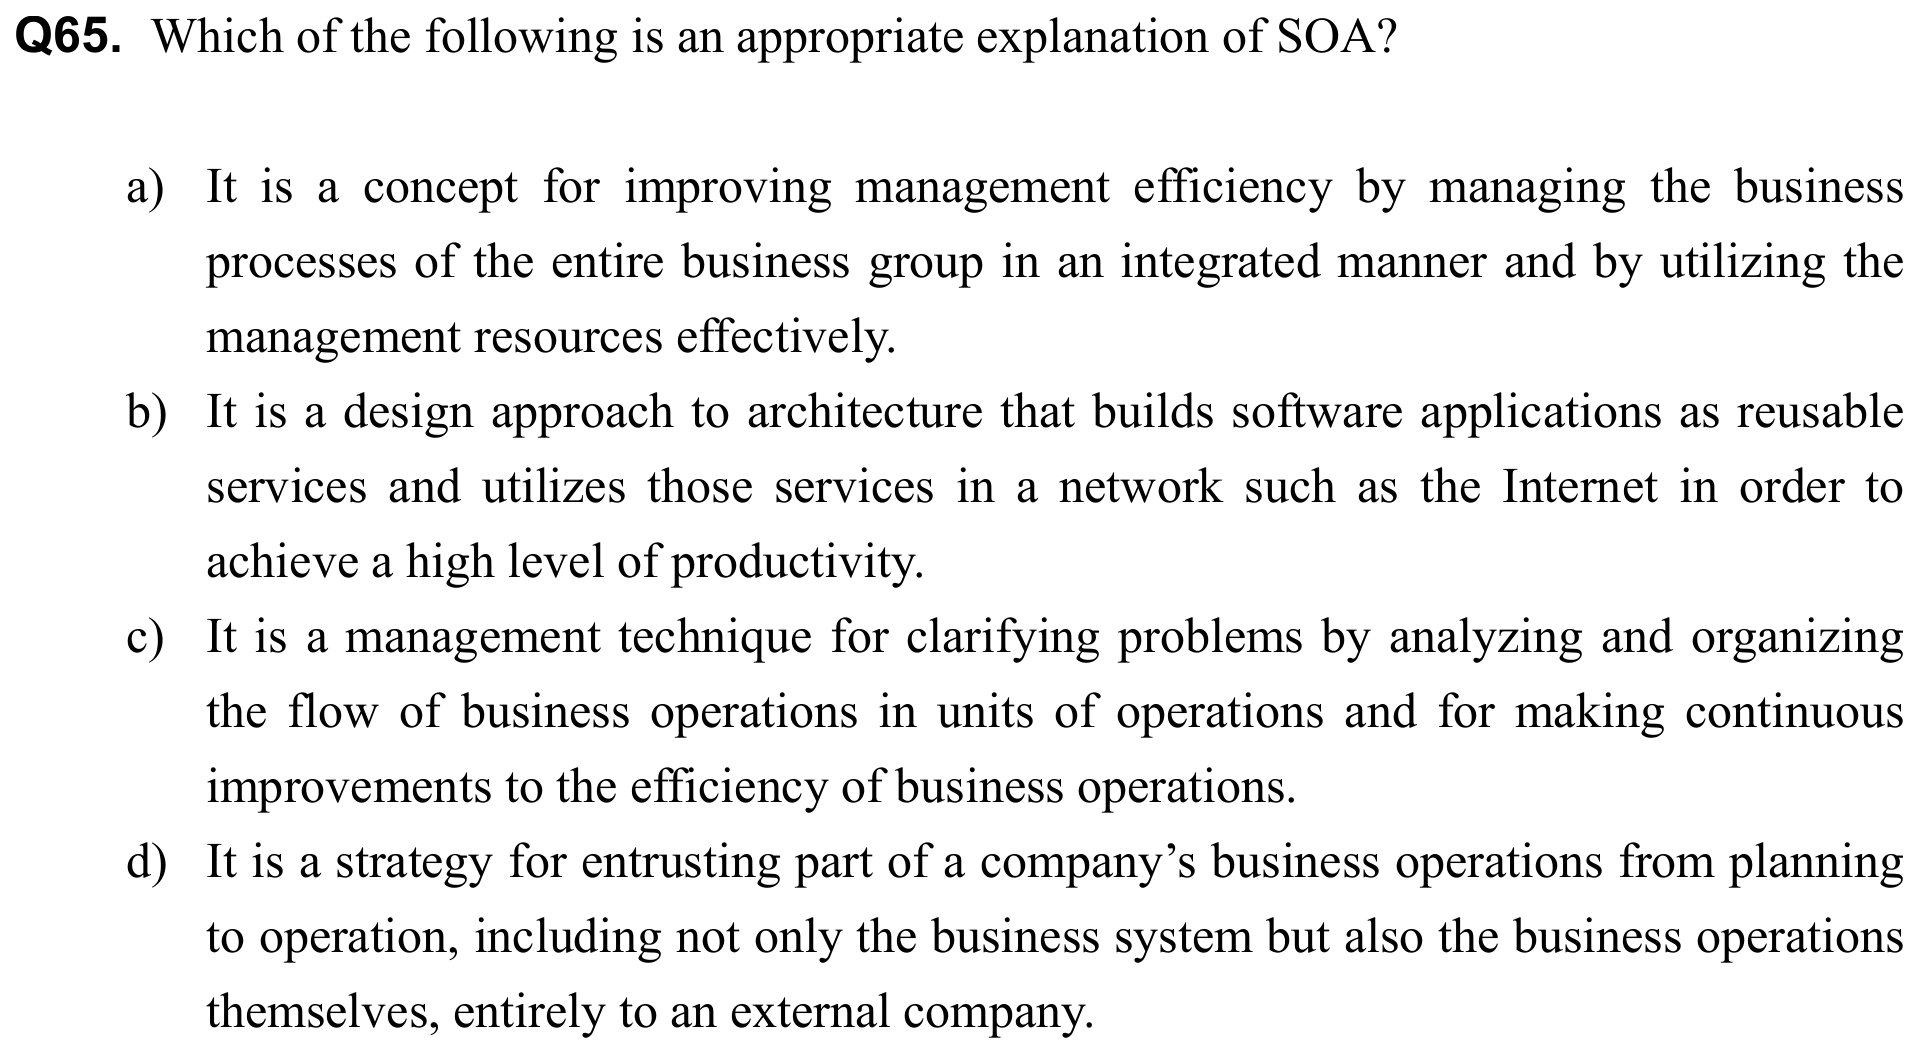 Q65. Which of the following is an appropriate explanation of SOA?
a) It is a concept for improving management efficiency by managing the business
processes of the entire business group in an integrated manner and by utilizing the
management resources effectively.
b) It is a design approach to architecture that builds software applications as reusable
services and utilizes those services in a network such as the Internet in order to
achieve a high level of productivity.
c) It is a management technique for clarifying problems by analyzing and organizing
the flow of business operations in units of operations and for making continuous
improvements to the efficiency of business operations.
d) It is a strategy for entrusting part of a company’s business operations from planning
to operation, including not only the business system but also the business operations
themselves, entirely to an external company.